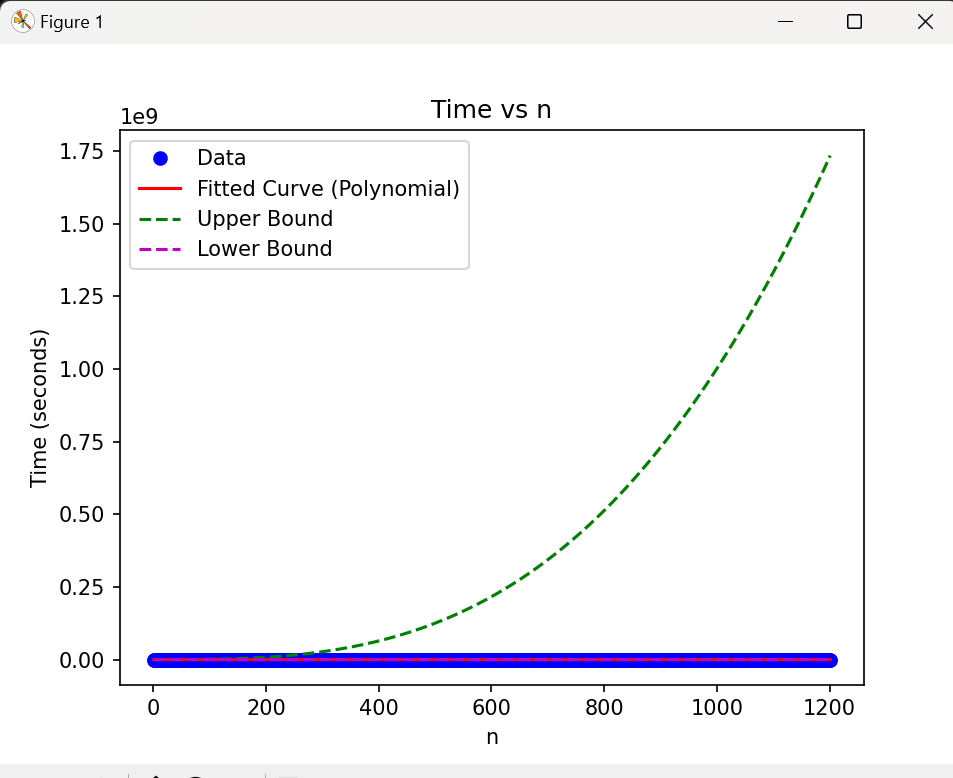 Figure 1
Time vs n
1e9
Data
Fitted Curve (Polynomial)
Upper Bound
Lower Bound
1.75
1.50
1.25
1.00
0.75
0.50
0.25
0.00
Time (seconds)
0 200 400 600 800 1000 1200
n